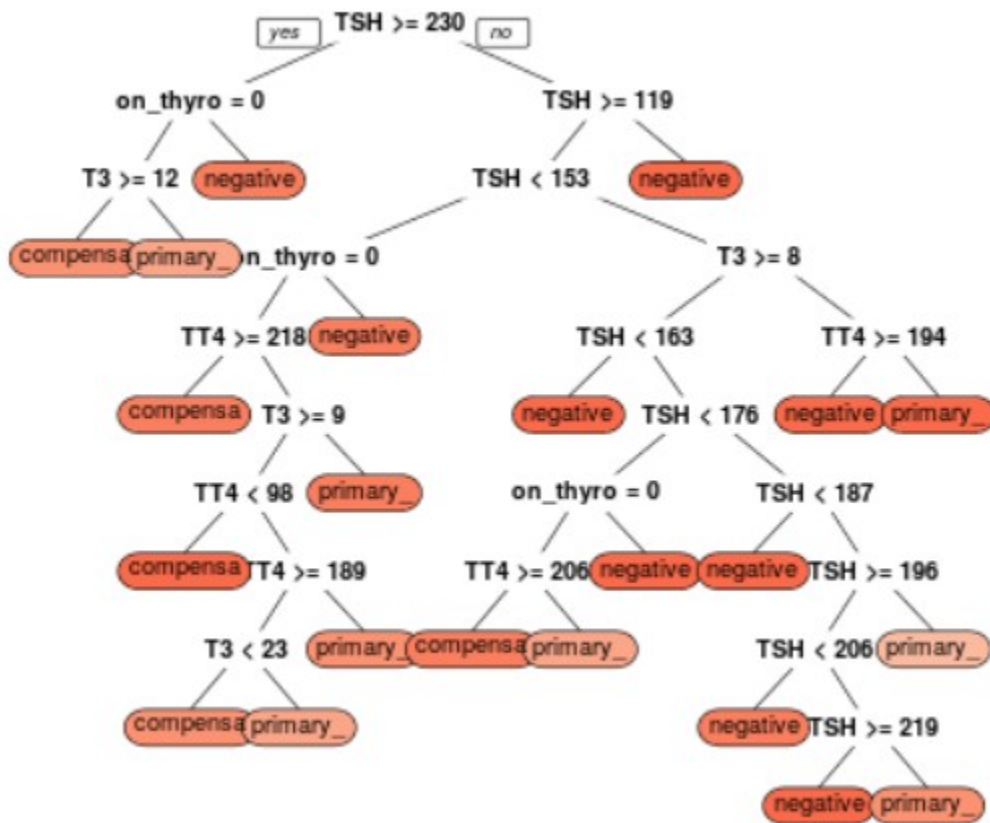 yes TSH >= 230 no
on_thyro = 0 TSH >= 119
T3 >= 12 negative TSH < 153 negative
compensa primary_ on_thyro = 0 T3 >= 8
TT4 >= 218 negative TSH < 163 TT4 >= 194
compensa T3 >= 9 negative TSH < 176 negative primary_
TT4 < 98 primary_ on_thyro = 0 TSH < 187
compensa TT4 >= 189 TT4 >= 206 negative negative TSH >= 196
T3 < 23 primary_ compensa primary_ TSH < 206 primary_
compensa primary_ negative TSH >= 219
negative primary_